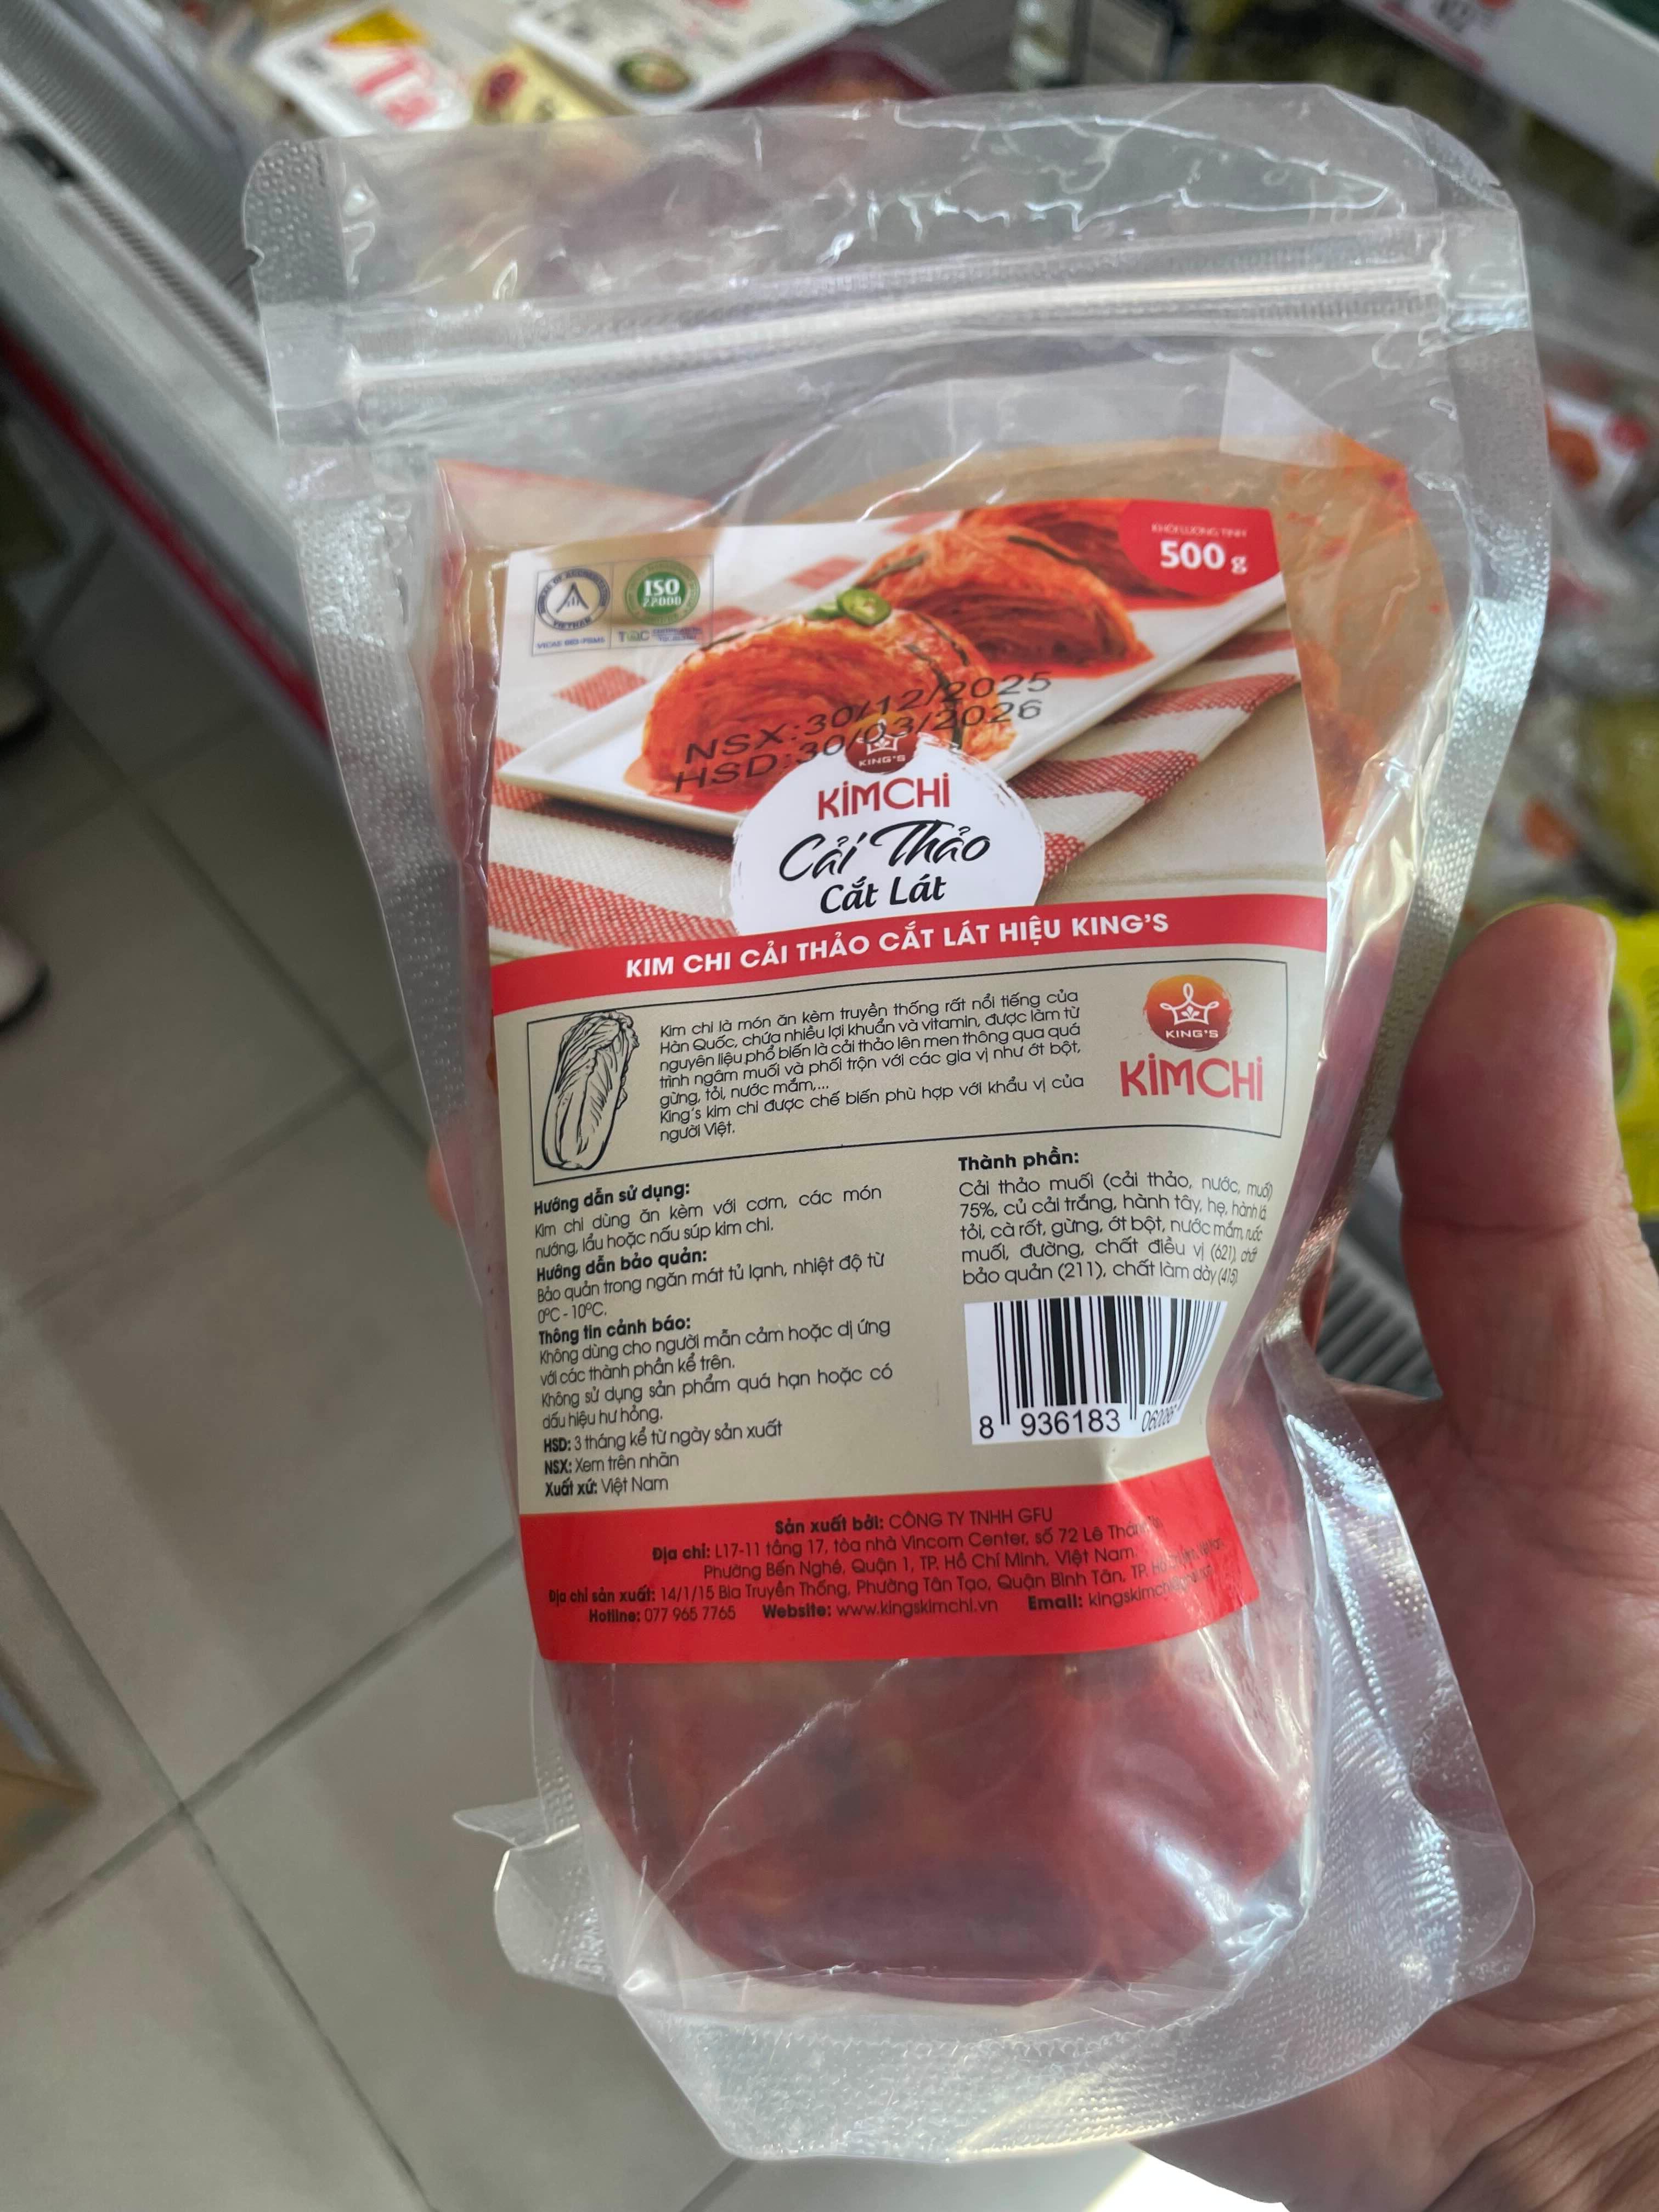 KHỐI LƯỢNG TỊNH
500 g
BUREAU OF ACCREDITATION
VIETNAM
ISO
22000
TQC
NSX:30/12/2025
HSD:30/03/2026
KING'S
KIMCHI
Cải Thảo
Cắt Lát
KIM CHI CẢI THẢO CẮT LÁT HIỆU KING'S
Kim chi là món ăn kèm truyền thống rất nổi tiếng của
Hàn Quốc, chứa nhiều lợi khuẩn và vitamin, được làm từ
nguyên liệu phổ biến là cải thảo lên men thông qua quá
trình ngâm muối và phối trộn với các gia vị như ớt bột,
gừng, tỏi, nước mắm,...
King's kim chi được chế biến phù hợp với khẩu vị của
người Việt.
KING'S
KIMCHI
Hướng dẫn sử dụng:
Kim chi dùng ăn kèm với cơm, các món
nướng, lẩu hoặc nấu súp kim chi.
Hướng dẫn bảo quản:
Bảo quản trong ngăn mát tủ lạnh, nhiệt độ từ
0ºC - 10ºC.
Thông tin cảnh báo:
Không dùng cho người mẫn cảm hoặc dị ứng
với các thành phần kể trên.
Không sử dụng sản phẩm quá hạn hoặc có
dấu hiệu hư hỏng.
HSD: 3 tháng kể từ ngày sản xuất
NSX: Xem trên nhãn
Xuất xứ: Việt Nam
Thành phần:
Cải thảo muối (cải thảo, nước, muối)
75%, củ cải trắng, hành tây, hẹ, hành lá,
tỏi, cà rốt, gừng, ớt bột, nước mắm, ruốc
muối, đường, chất điều vị (621), chất
bảo quản (211), chất làm dày (415).
8 936183
Sản xuất bởi: CÔNG TY TNHH GFU
Địa chỉ: L17-11 tầng 17, tòa nhà Vincom Center, số 72 Lê Thánh
Phường Bến Nghé, Quận 1, TP. Hồ Chí Minh, Việt Nam.
Địa chỉ sản xuất: 14/1/15 Bia Truyền Thống, Phường Tân Tạo, Quận Bình Tân, TP.
Hotline: 077 965 7765 Website: www.kingskimchi.vn Email: